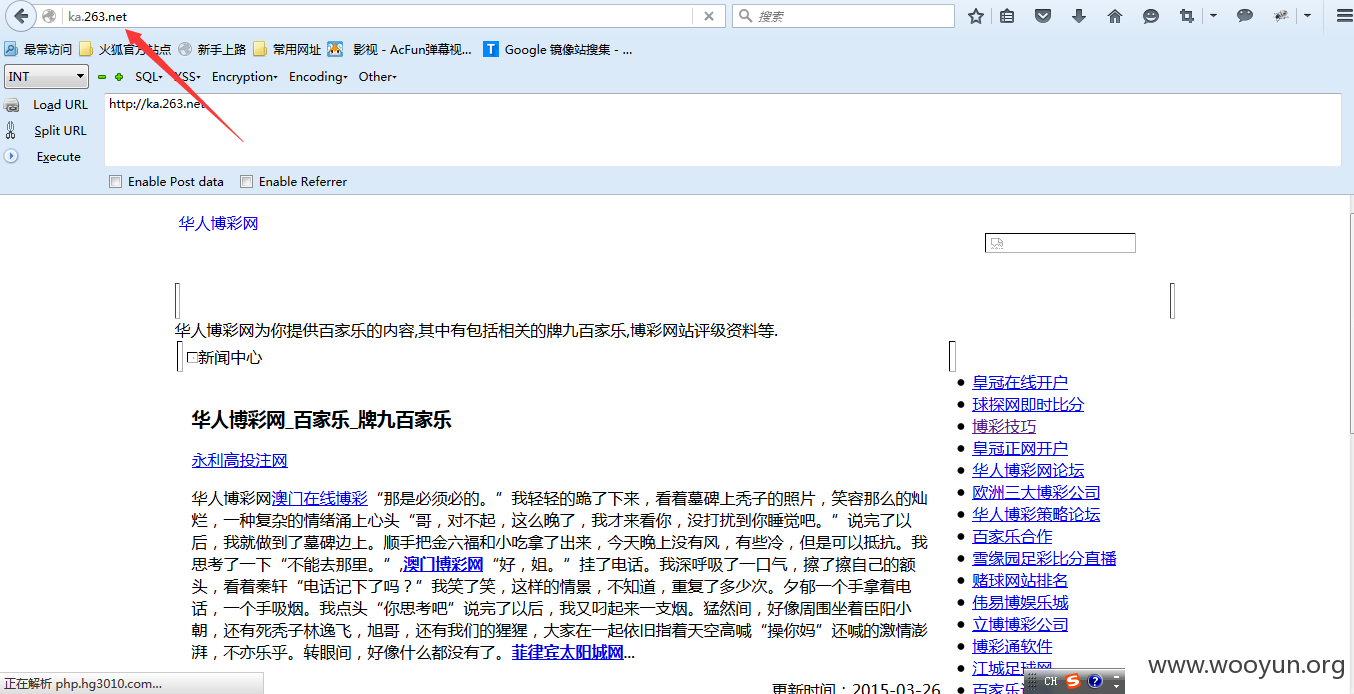 ka.263.net
搜索
最常访问 火狐官方站点 新手上路 常用网址 影视 - AcFun弹幕视... Google 镜像站搜集 - ...
INT SQL XSS Encryption Encoding Other
Load URL
http://ka.263.net
Split URL
Execute
Enable Post data Enable Referrer
华人博彩网
华人博彩网为你提供百家乐的内容,其中有包括相关的牌九百家乐,博彩网站评级资料等.
新闻中心
华人博彩网_百家乐_牌九百家乐
永利高投注网
华人博彩网澳门在线博彩“那是必须必的。”我轻轻的跪了下来，看着墓碑上秃子的照片，笑容那么的灿
烂，一种复杂的情绪涌上心头“哥，对不起，这么晚了，我才来看你，没打扰到你睡觉吧。”说完了以
后，我就做到了墓碑边上。顺手把金六福和小吃拿了出来，今天晚上没有风，有些冷，但是可以抵抗。我
思考了一下“不能去那里。”,澳门博彩网“好，姐。”挂了电话。我深呼吸了一口气，擦了擦自己的额
头，看着秦轩“电话记下了吗？”我笑了笑，这样的情景，不知道，重复了多少次。夕郁一个手拿着电
话，一个手吸烟。我点头“你思考吧”说完了以后，我又叼起来一支烟。猛然间，好像周围坐着臣阳小
朝，还有死秃子林逸飞，旭哥，还有我们的猩猩，大家在一起依旧指着天空高喊“操你妈”还喊的激情澎
湃，不亦乐乎。转眼间，好像什么都没有了。菲律宾太阳城网...
更新时间：2015-03-26
皇冠在线开户
球探网即时比分
博彩技巧
皇冠正网开户
华人博彩网论坛
欧洲三大博彩公司
华人博彩策略论坛
百家乐合作
雪缘园足彩比分直播
赌球网站排名
伟易博娱乐城
立博博彩公司
博彩通软件
江城足球网
百家乐
CH
正在解析 php.hg3010.com...
www.wooyun.org